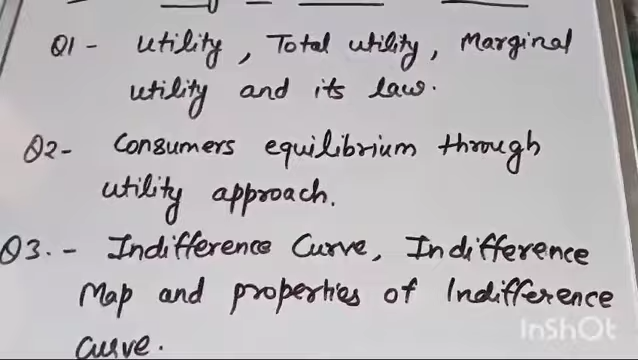 Q1 - Utility, Total utility, Marginal
utility and its law.
Q2- Consumers equilibrium through
utility approach.
Q3. - Indifference Curve, Indifference
Map and properties of Indifference
Curve.
InShOt